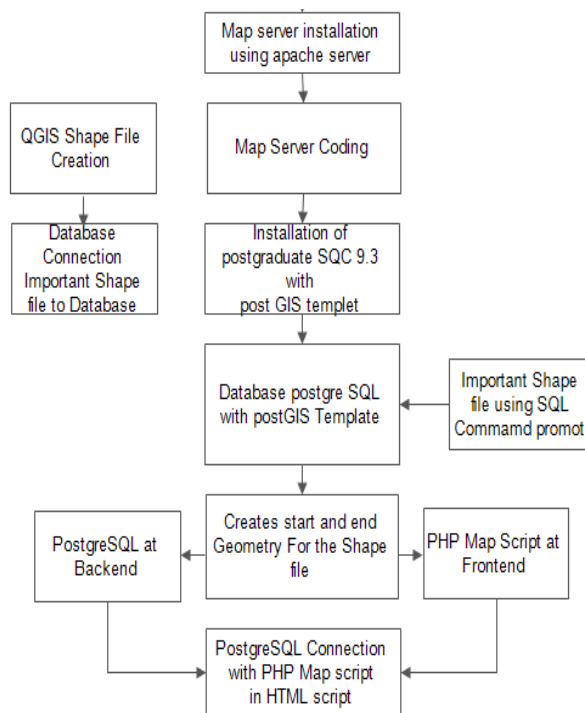 Map server installation
using apache server
QGIS Shape File
Creation
Map Server Coding
Database
Connection
Important Shape
file to Database
Installation of
postgraduate SQC 9.3
with
post GIS templet
Database postgre SQL
with postGIS Template
Important Shape
file using SQL
Commamd promot
PostgreSQL at
Backend
Creates start and end
Geometry For the Shape
file
PHP Map Script at
Frontend
PostgreSQL Connection
with PHP Map script
in HTML script